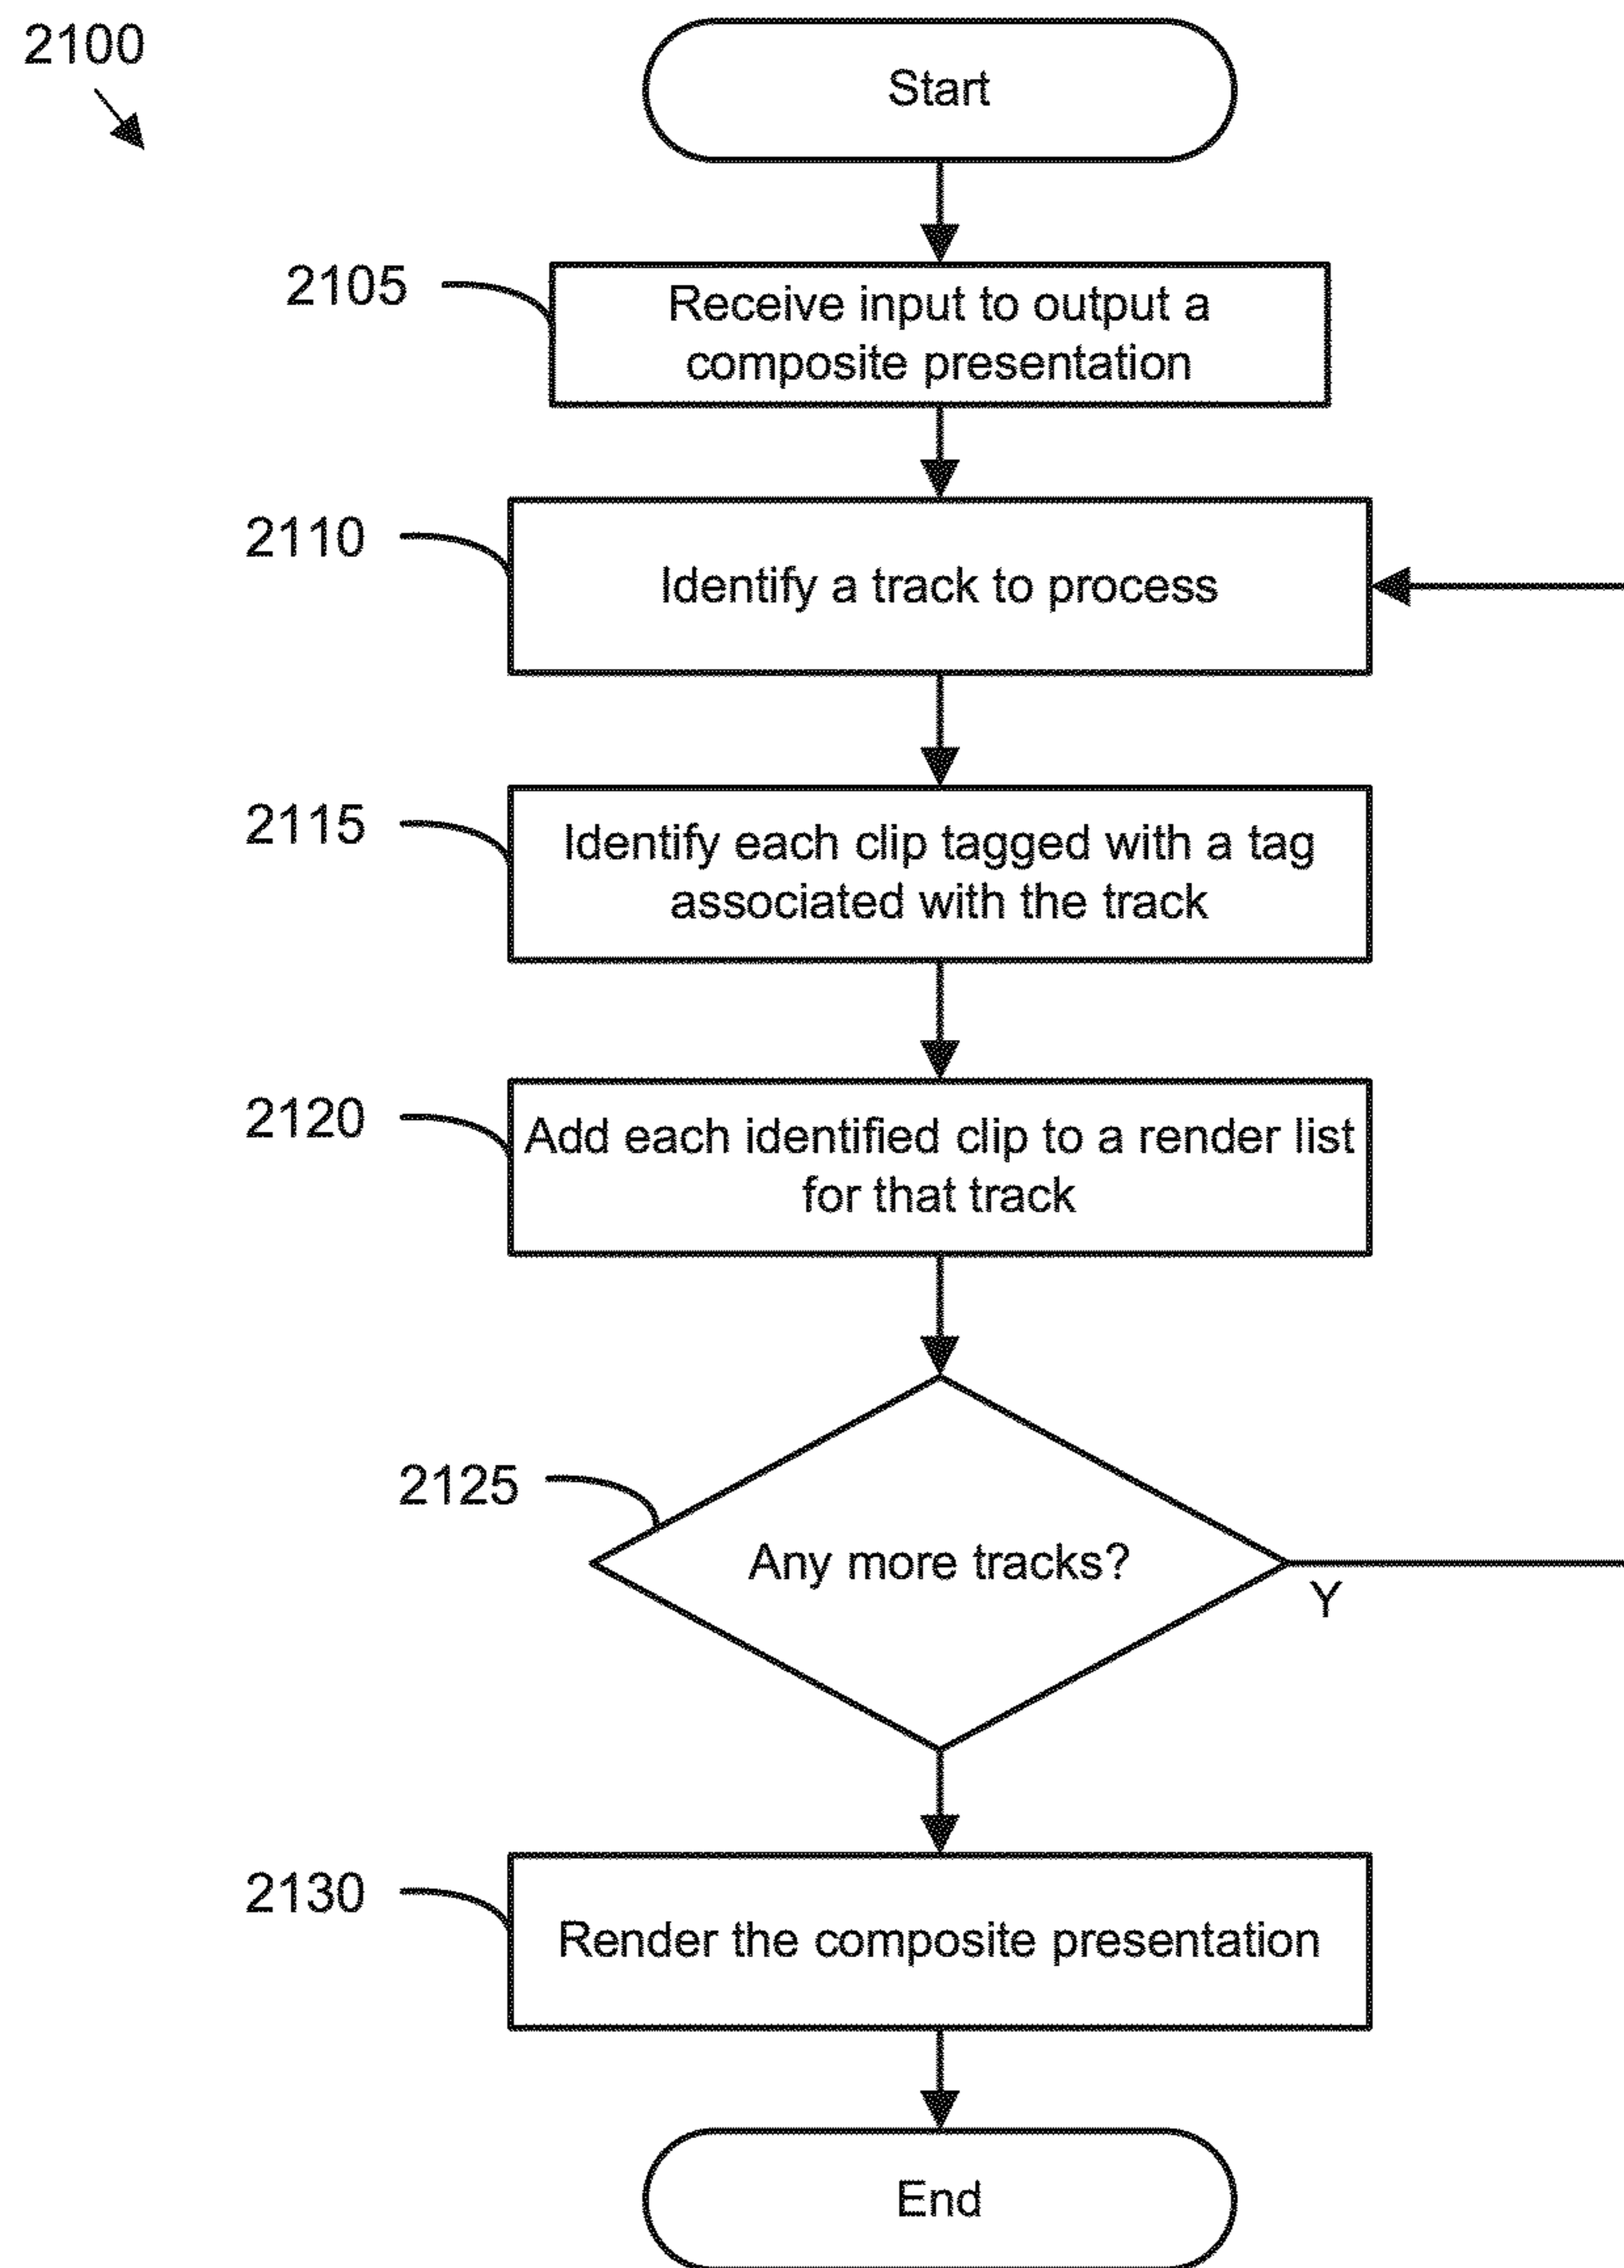 2100
Start
2105
Receive input to output a
composite presentation
2110
Identify a track to process
2115
Identify each clip tagged with a tag
associated with the track
2120
Add each identified clip to a render list
for that track
2125
Any more tracks?
Y
2130
Render the composite presentation
End